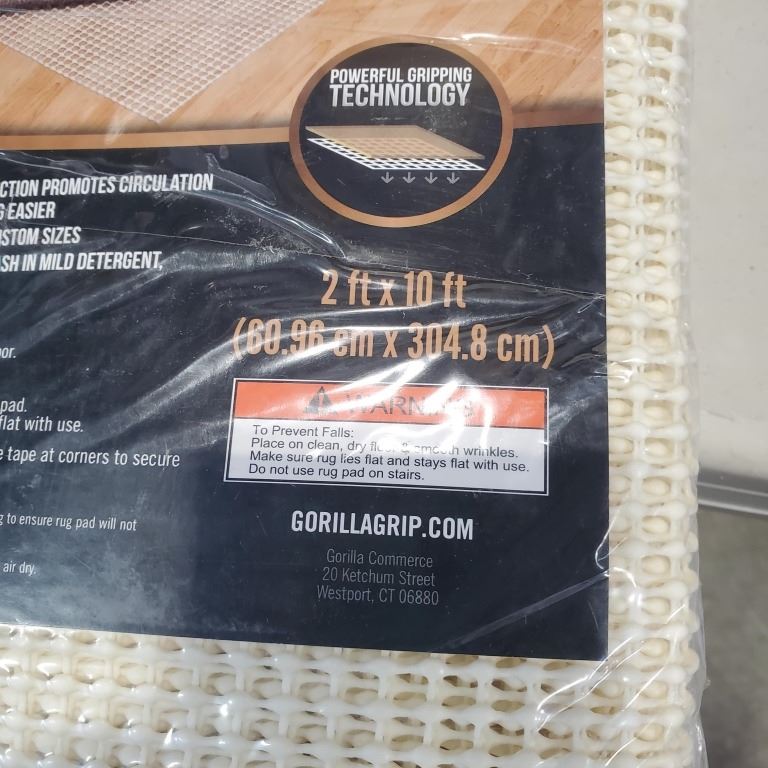 POWERFUL GRIPPING
TECHNOLOGY
CTION PROMOTES CIRCULATION
G EASIER
STOM SIZES
SH IN MILD DETERGENT,
2 ft x 10 ft
(60.96 cm x 304.8 cm)
or.
pad.
flat with use.
e tape at corners to secure
g to ensure rug pad will not
air dry.
WARNING
To Prevent Falls:
Place on clean, dry floor & smooth wrinkles.
Make sure rug lies flat and stays flat with use.
Do not use rug pad on stairs.
GORILLAGRIP.COM
Gorilla Commerce
20 Ketchum Street
Westport, CT 06880